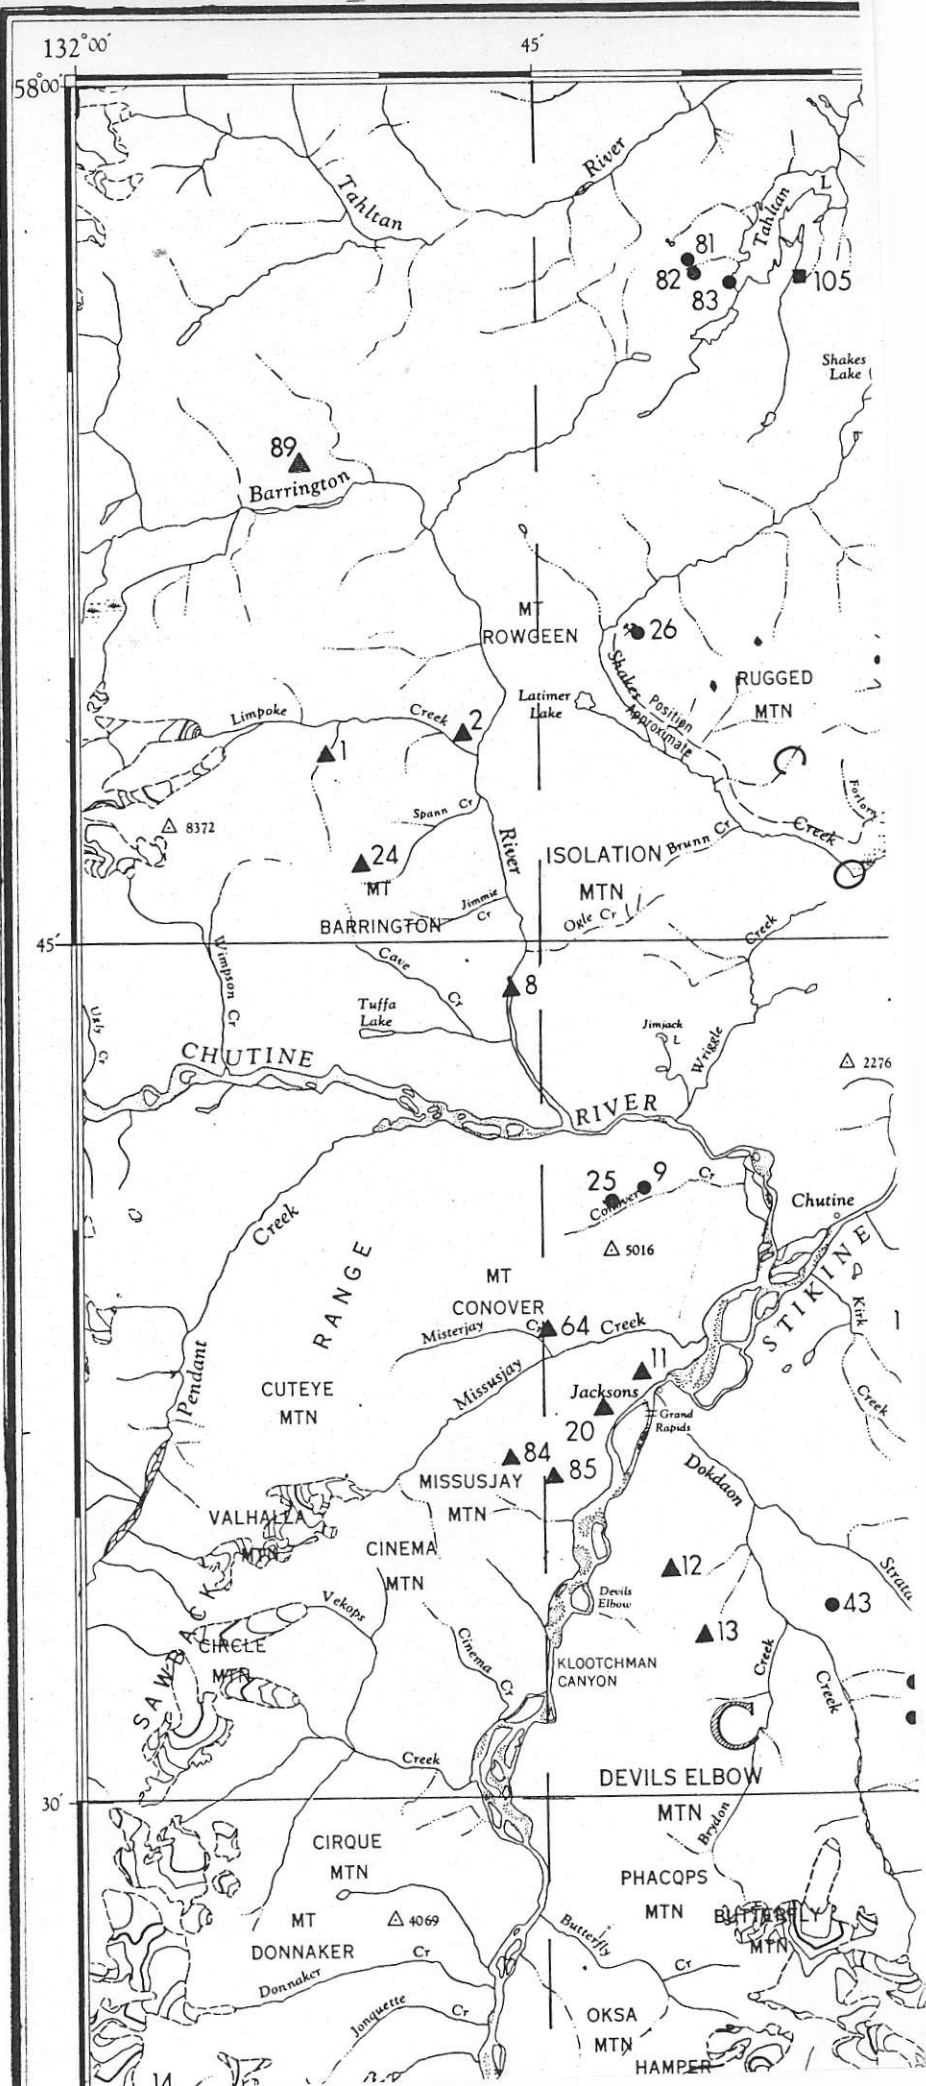 132°00′
45′
58°00′
Tahltan
River
Tahltan
L
81
82
83
105
Shakes
Lake
89
Barrington
MT
ROWGEEN
26
Shakes
Position
Approximate
RUGGED
MTN
Latimer
Lake
Limpoke
Creek
2
1
Forlorn
8372
Spann Cr
River
Brunn Cr
Creek
24
MT
BARRINGTON
ISOLATION
MTN
Jimmie
Cr
Ogle Cr
45′
Wimpson Cr
Cave
Cr
8
Creek
Tuffa
Lake
Jimjack
L
Wriggle
Ugly Cr
2276
CHUTINE
RIVER
25
9
Conover
Cr
Chutine
Creek
5016
STIKINE
RANGE
MT
CONOVER
Misterjay
Cr
64
Creek
Kirk
1
Pendant
Missusjay
11
Creek
CUTEYE
MTN
Jacksons
20
Grand
Rapids
84
85
MISSUSJAY
MTN
Dokdaon
VALHALLA
MTN
CINEMA
MTN
12
Strata
Devils
Elbow
43
SAWBACK
Vekops
13
CIRCLE
MTN
Cinema
Cr
KLOOTCHMAN
CANYON
Creek
Creek
Creek
DEVILS ELBOW
MTN
30′
Brydon
CIRQUE
MTN
PHACOPS
MTN
BUTTERFLY
MTN
MT
DONNAKER
4069
Butterfly
Cr
Cr
Donnaker
Jonquette
Cr
OKSA
MTN
HAMPER
14